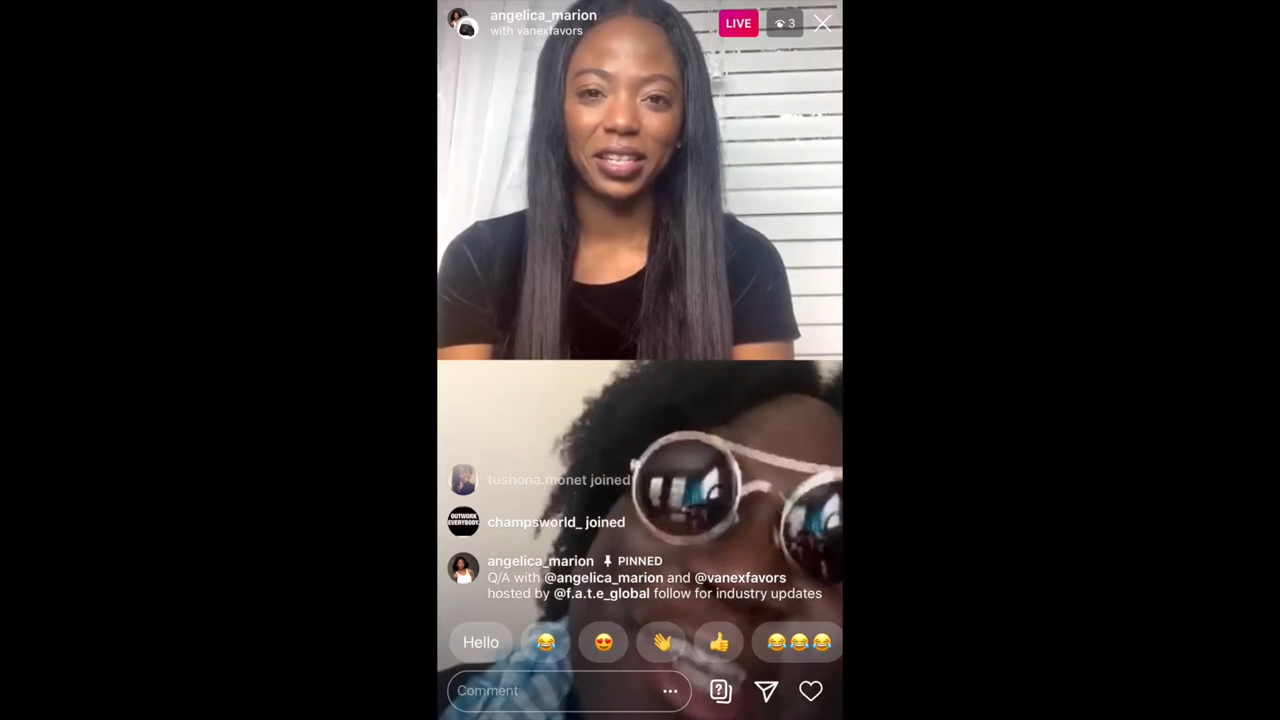 angelica_marion
with vanexfavors
LIVE
3
tushona.monet joined
OUTWORK
EVERYBODY.
champsworld_ joined
angelica_marion PINNED
Q/A with @angelica_marion and @vanexfavors
hosted by @f.a.t.e_global follow for industry updates
Hello
Comment